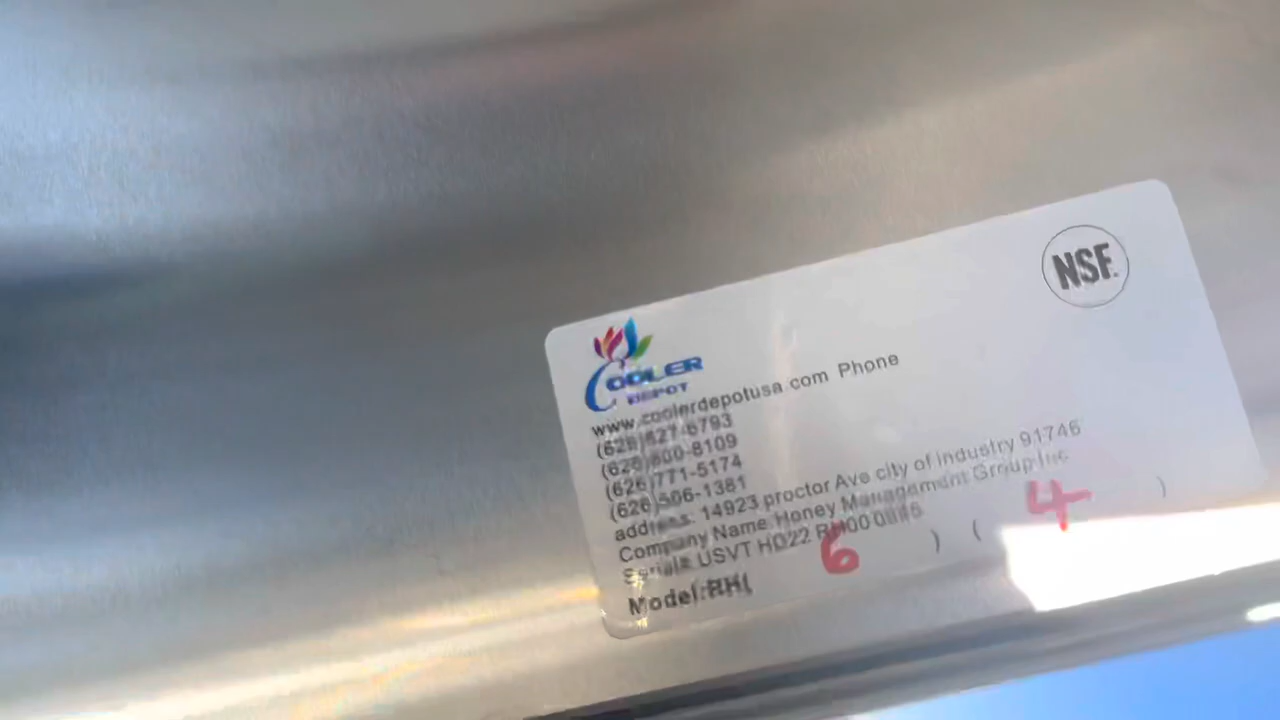 NSF
COOLER
DEPOT
www.coolerdepotusa.com Phone
(626)627-6793
(626)600-8109
(626)771-5174
(626)506-1381
address: 14923 proctor Ave city of industry 91746
Company Name:Honey Management Group Inc
Serial# USVT HD22
Model:RH( 6 ) ( 4 )